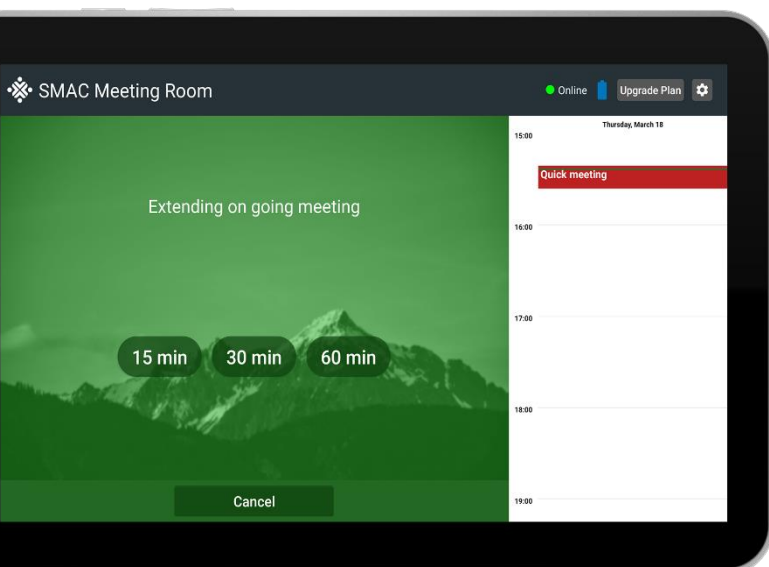 SMAC Meeting Room
Online
Upgrade Plan
Extending on going meeting
15 min 30 min 60 min
Cancel
Thursday, March 18
15:00
Quick meeting
16:00
17:00
18:00
19:00